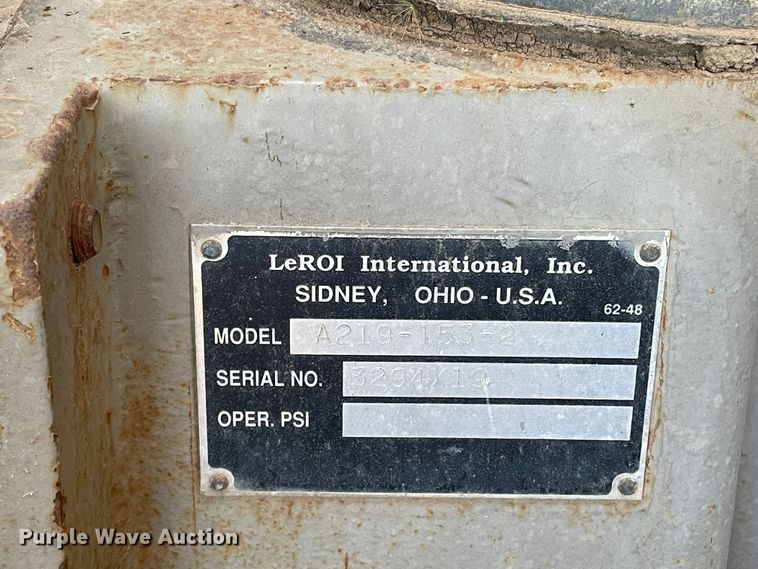 LeROI International, Inc.
SIDNEY, OHIO - U.S.A.
62-48
MODEL A219-153-2
SERIAL NO. 3294X19
OPER. PSI
Purple Wave Auction